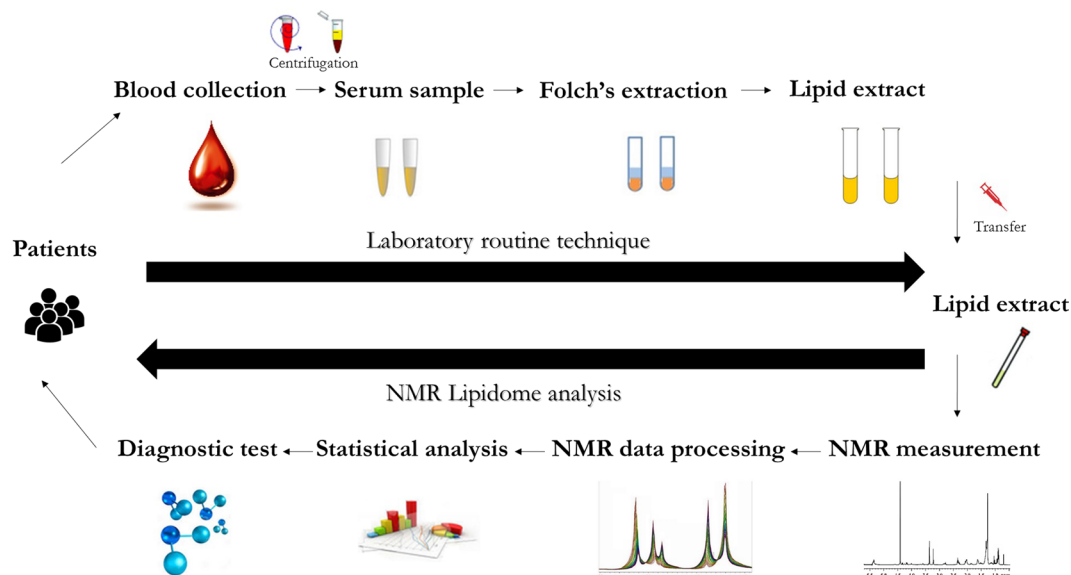 Centrifugation
Blood collection
Serum sample
Folch's extraction
Lipid extract
Transfer
Laboratory routine technique
Patients
Lipid extract
NMR Lipidome analysis
Diagnostic test
Statistical analysis
NMR data processing
NMR measurement